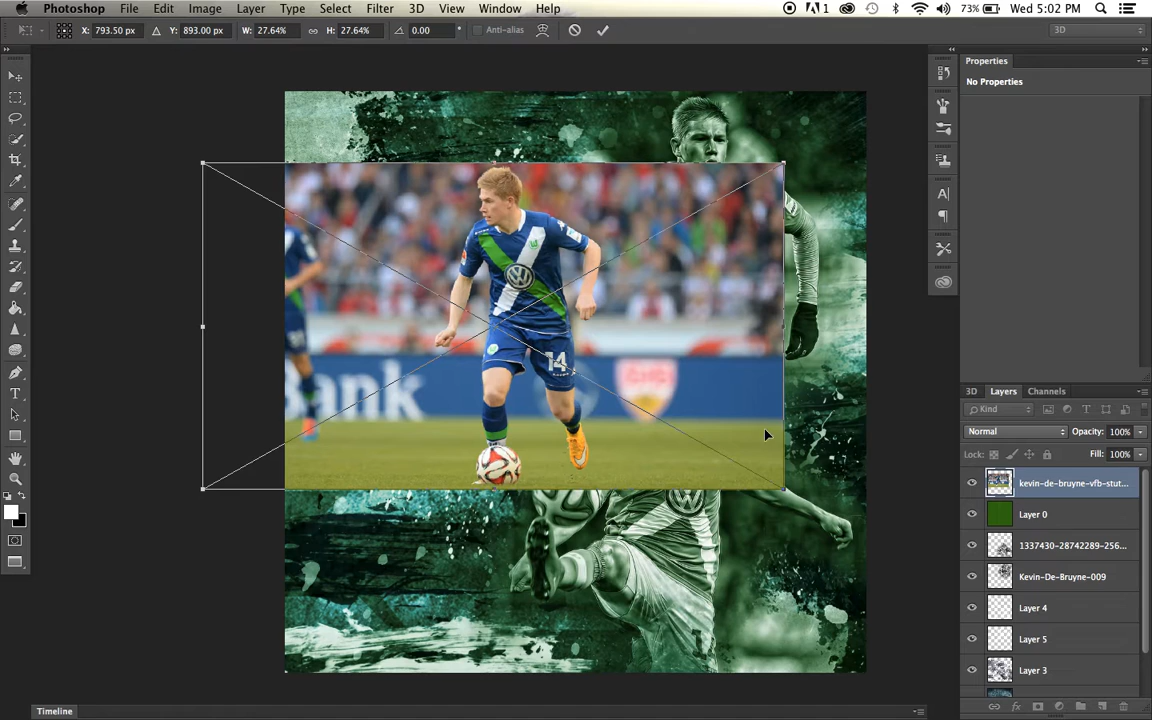 Photoshop File Edit Image Layer Type Select Filter 3D View Window Help 1 73% Wed 5:02 PM
X: 793.50 px Y: 893.00 px W: 27.64% H: 27.64% 0.00 ° Anti-alias 3D
Properties
No Properties
14
Bank
3D Layers Channels
Kind
Normal Opacity: 100%
Lock: Fill: 100%
kevin-de-bruyne-vfb-stut...
Layer 0
1337430-28742289-256...
Kevin-De-Bruyne-009
Layer 4
Layer 5
Layer 3
Timeline